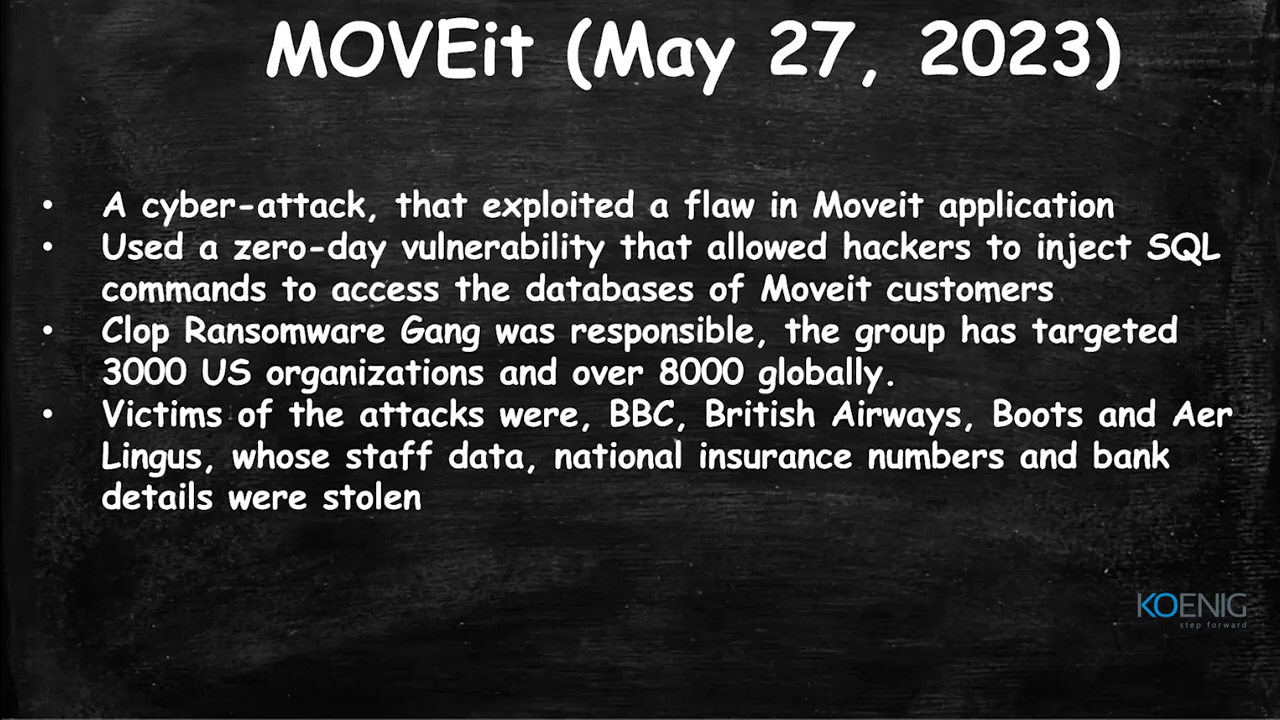 MOVEit (May 27, 2023)
• A cyber-attack, that exploited a flaw in Moveit application
• Used a zero-day vulnerability that allowed hackers to inject SQL
commands to access the databases of Moveit customers
• Clop Ransomware Gang was responsible, the group has targeted
3000 US organizations and over 8000 globally.
• Victims of the attacks were, BBC, British Airways, Boots and Aer
Lingus, whose staff data, national insurance numbers and bank
details were stolen
KOENIG
step forward